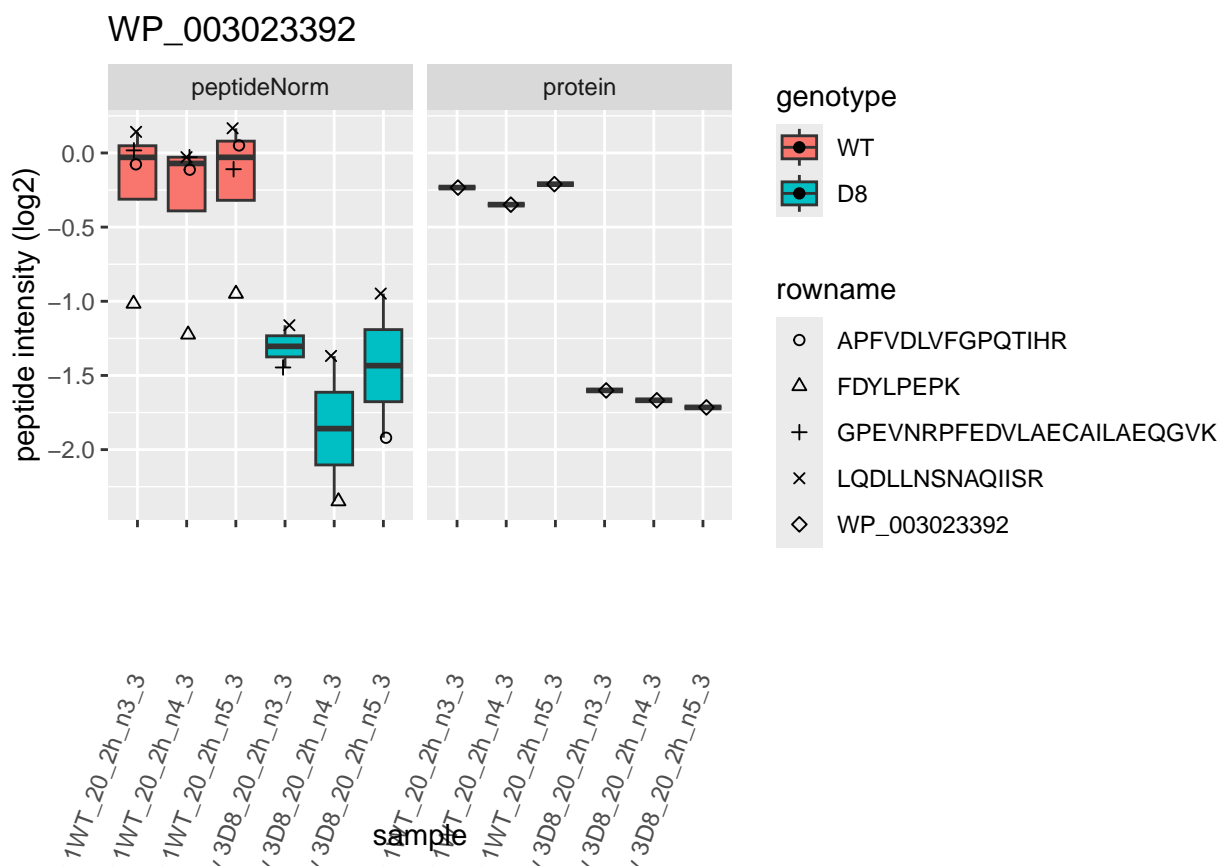 WP_003023392
peptideNorm
protein
peptide intensity (log2)
0.0
−0.5
−1.0
−1.5
−2.0
1WT_20_2h_n3_3
1WT_20_2h_n4_3
1WT_20_2h_n5_3
3D8_20_2h_n3_3
3D8_20_2h_n4_3
3D8_20_2h_n5_3
1WT_20_2h_n3_3
1WT_20_2h_n4_3
1WT_20_2h_n5_3
3D8_20_2h_n3_3
3D8_20_2h_n4_3
3D8_20_2h_n5_3
sample
genotype
WT
D8
rowname
APFVDLVFGPQTIHR
FDYLPEPK
GPEVNRPFEDVLAECAILAEQGVK
LQDLLNSNAQIISR
WP_003023392